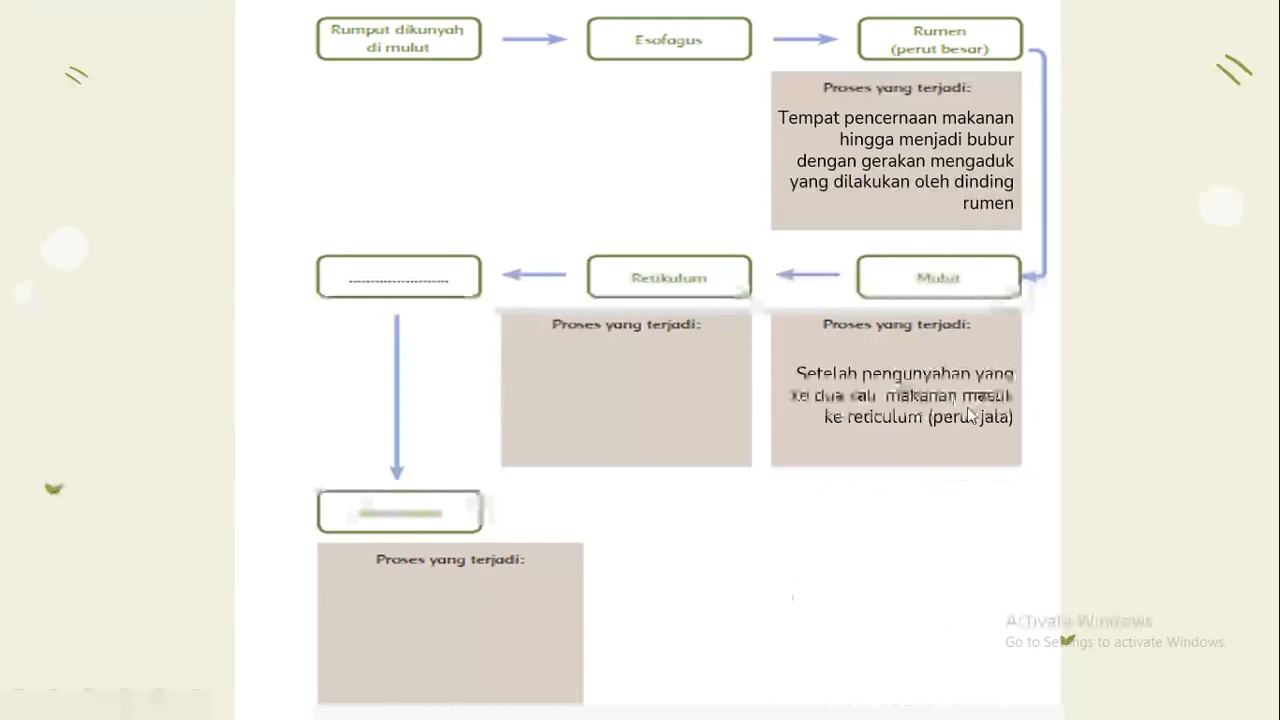 Rumput dikunyah
di mulut
Esofagus
Rumen
(perut besar)
Proses yang terjadi:
Tempat pencernaan makanan
hingga menjadi bubur
dengan gerakan mengaduk
yang dilakukan oleh dinding
rumen
........................
Retikulum
Mulut
Proses yang terjadi:
Proses yang terjadi:
Setelah pengunyahan yang
ke dua kali makanan masuk
ke reticulum (perut jala)
Proses yang terjadi:
Activate Windows
Go to Settings to activate Windows.